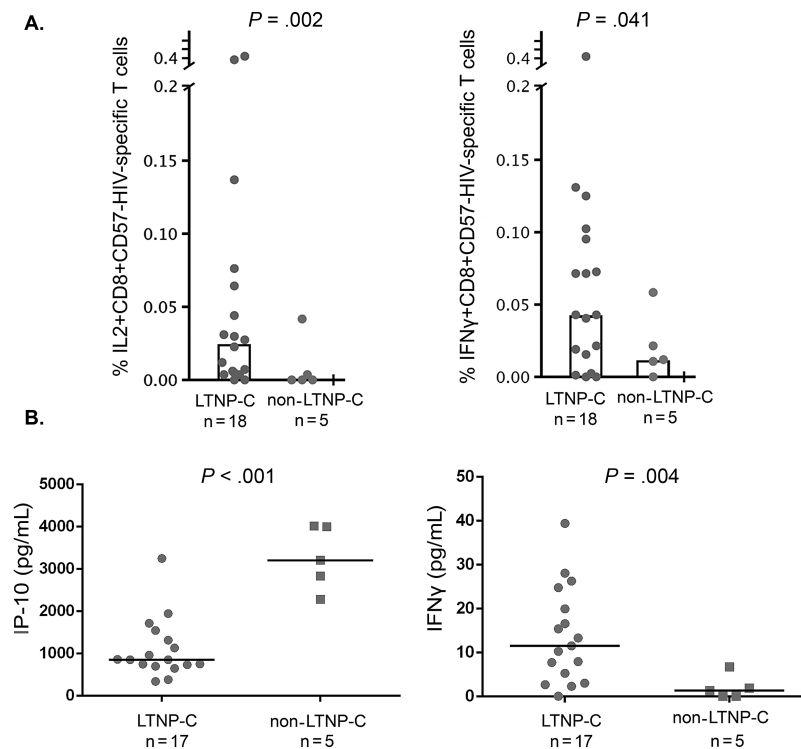 A.
P = .002
% IL2+CD8+CD57-HIV-specific T cells
0.4
0.2
0.15
0.10
0.05
0.00
LTNP-C non-LTNP-C
n=18 n=5
P = .041
% IFNγ+CD8+CD57-HIV-specific T cells
0.4
0.2
0.15
0.10
0.05
0.00
LTNP-C non-LTNP-C
n=18 n=5
B.
P < .001
IP-10 (pg/mL)
5000
4000
3000
2000
1000
0
LTNP-C non-LTNP-C
n=17 n=5
P = .004
IFNγ (pg/mL)
50
40
30
20
10
0
LTNP-C non-LTNP-C
n=17 n=5